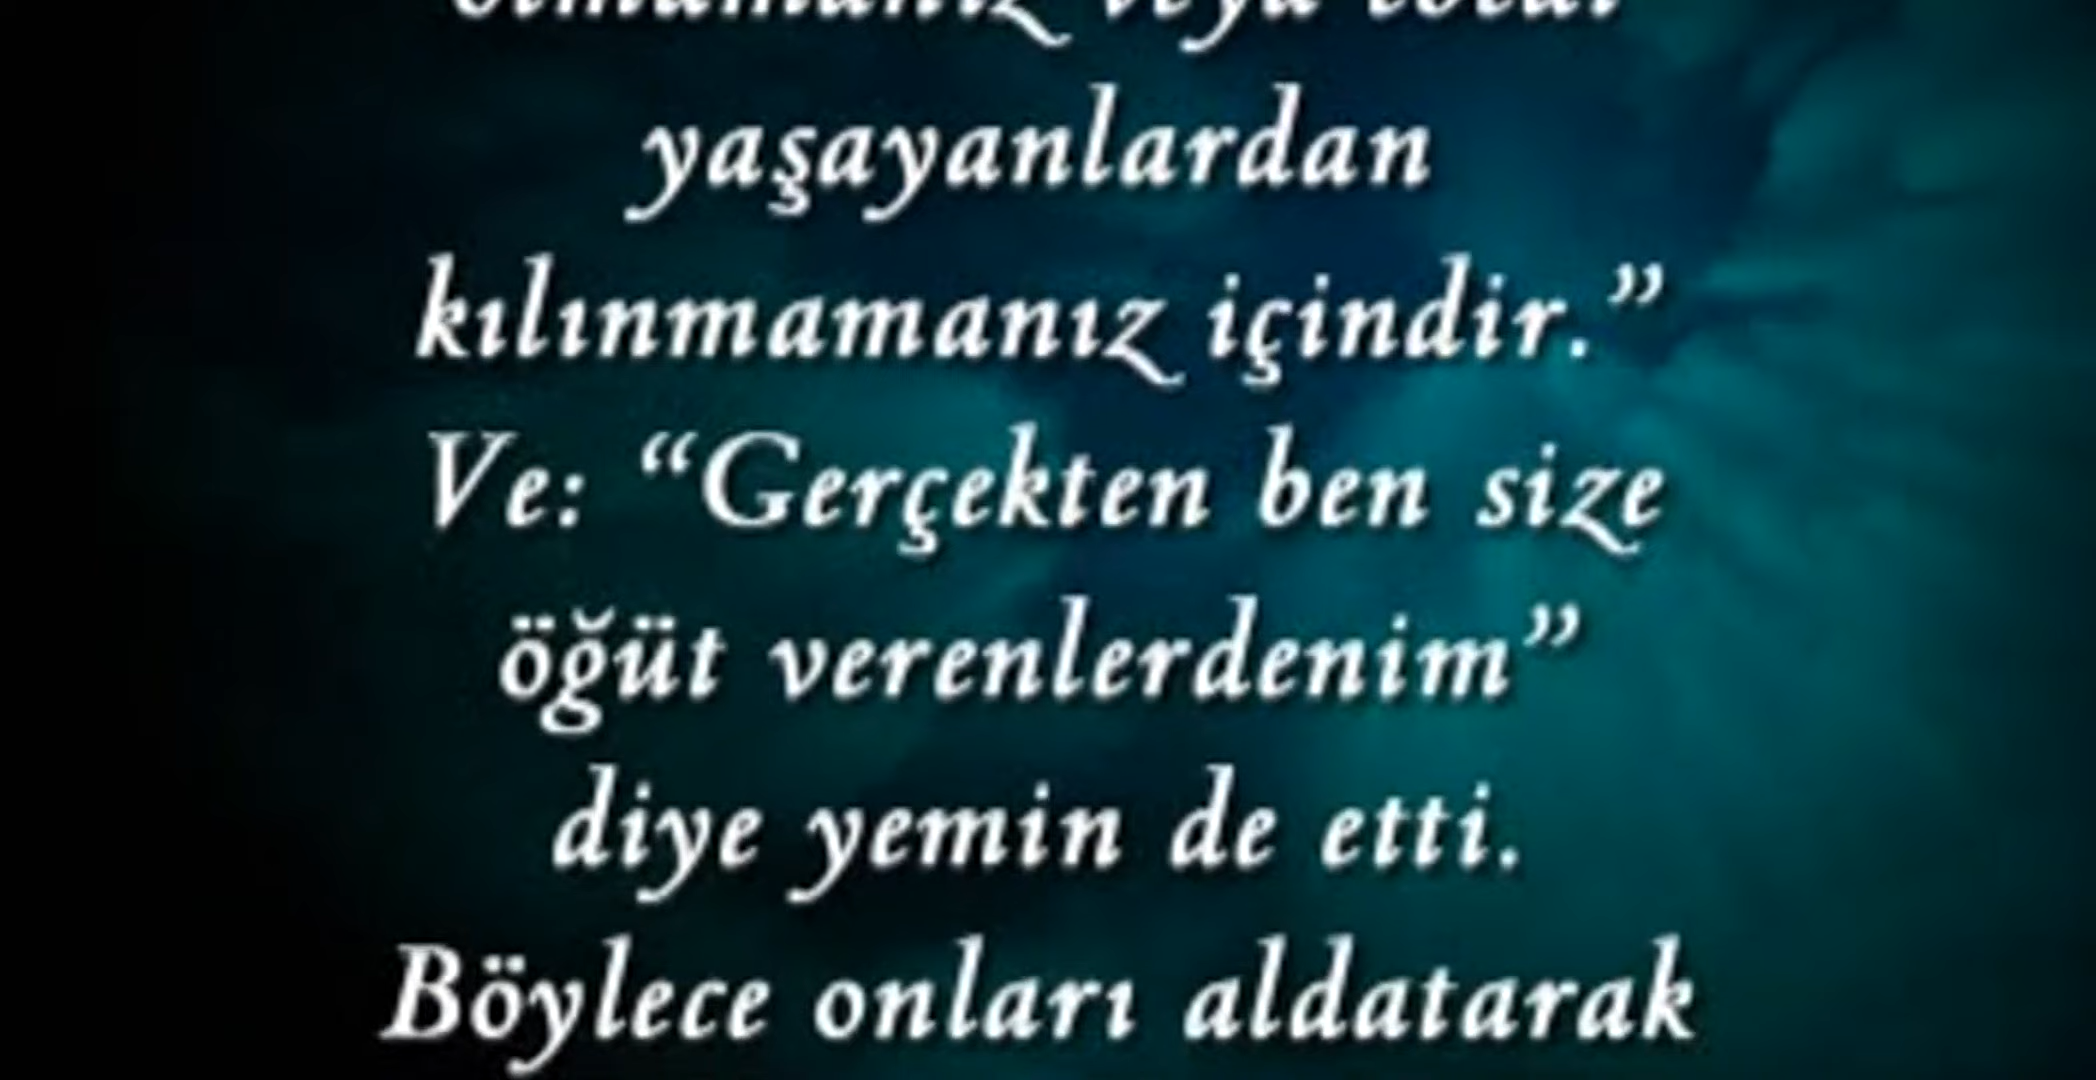 yaşayanlardan
kılınmamanız içindir.”
Ve: “Gerçekten ben size
öğüt verenlerdenim”
diye yemin de etti.
Böylece onları aldatarak